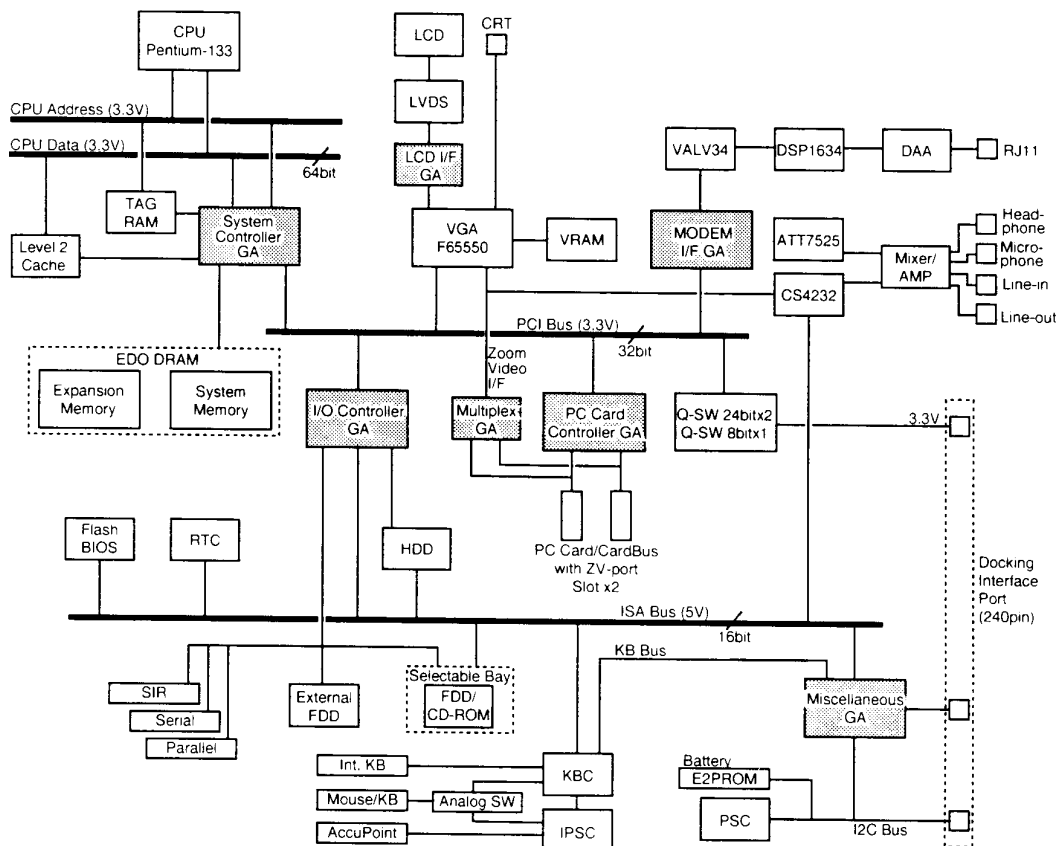 CPU
Pentium-133
LCD
CRT
LVDS
CPU Address (3.3V)
CPU Data (3.3V)
64bit
LCD I/F
GA
VALV34
DSP1634
DAA
RJ11
TAG
RAM
System
Controller
GA
Level 2
Cache
VGA
F65550
VRAM
MODEM
I/F GA
ATT7525
CS4232
Mixer/
AMP
Head-
phone
Micro-
phone
Line-in
Line-out
PCI Bus (3.3V)
32bit
EDO DRAM
Expansion
Memory
System
Memory
Zoom
Video
I/F
I/O Controller
GA
Multiplex
GA
PC Card
Controller GA
Q-SW 24bitx2
Q-SW 8bitx1
3.3V
Flash
BIOS
RTC
HDD
PC Card/CardBus
with ZV-port
Slot x2
Docking
Interface
Port
(240pin)
ISA Bus (5V)
16bit
KB Bus
SIR
Serial
Parallel
External
FDD
Selectable Bay
FDD/
CD-ROM
Miscellaneous
GA
Int. KB
Mouse/KB
AccuPoint
Analog SW
KBC
IPSC
Battery
E2PROM
PSC
I2C Bus